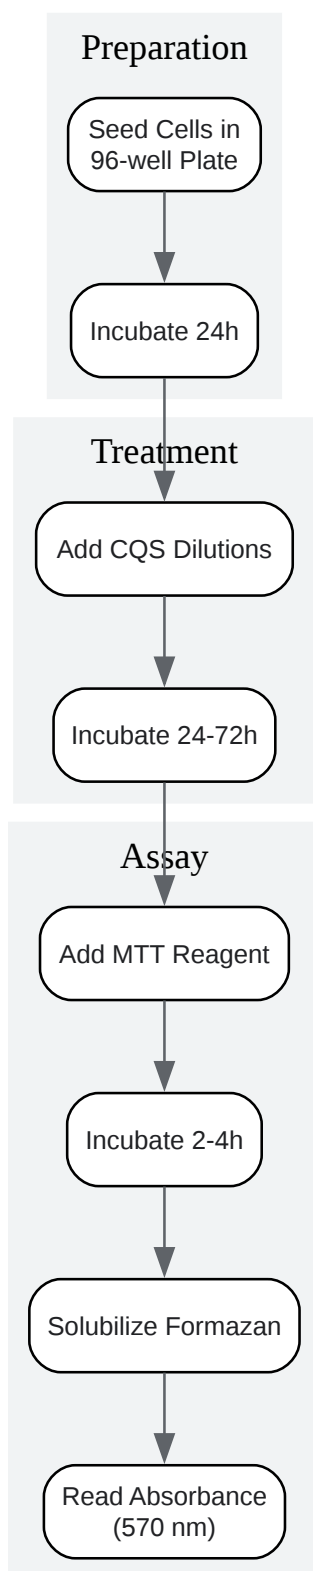 Preparation
Seed Cells in
96-well Plate
Incubate 24h
Treatment
Add CQS Dilutions
Incubate 24-72h
Assay
Add MTT Reagent
Incubate 2-4h
Solubilize Formazan
Read Absorbance
(570 nm)